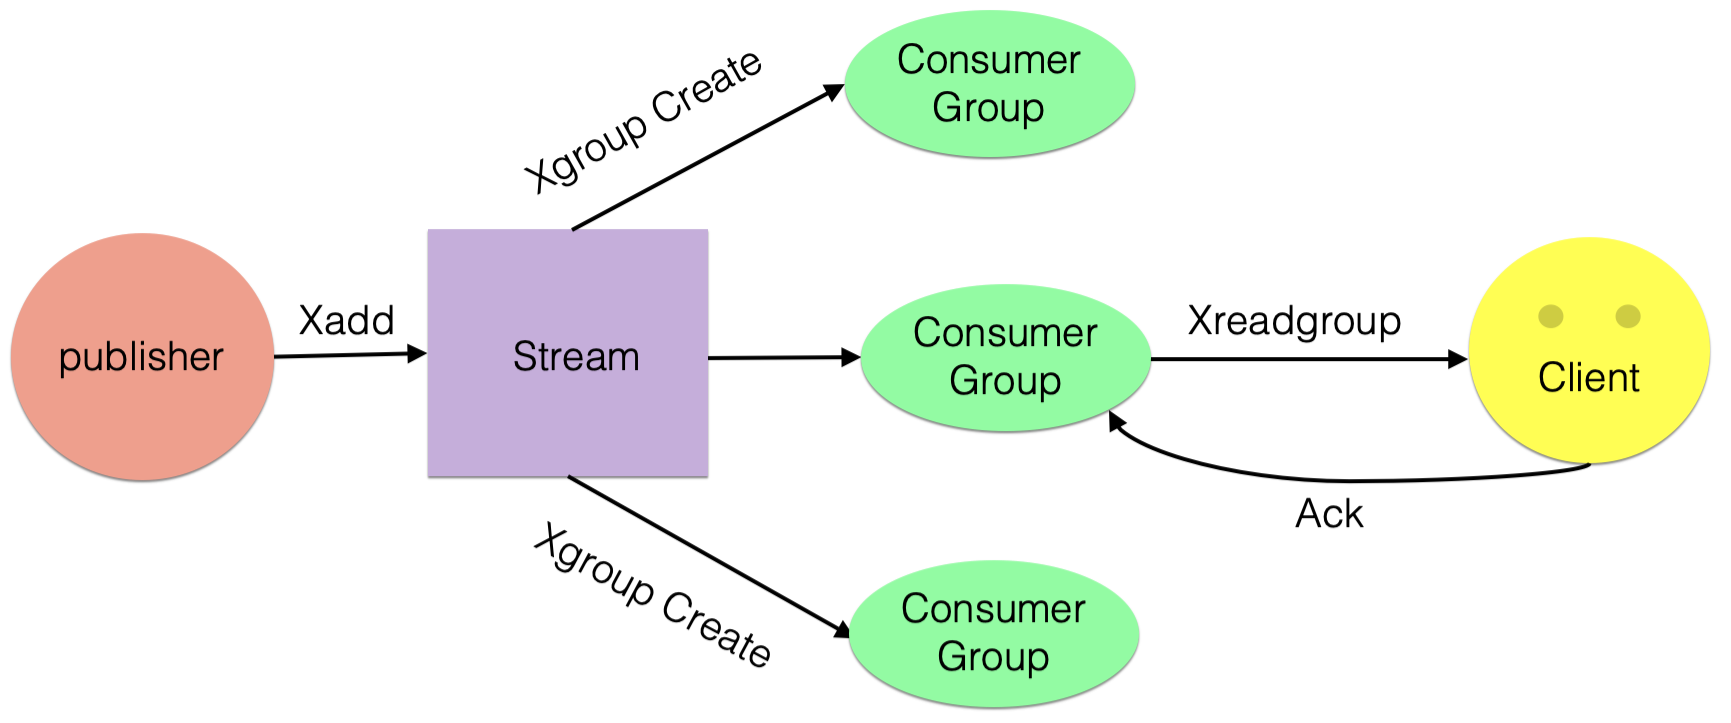 Consumer
Group
Xgroup Create
publisher
Xadd
Stream
Consumer
Group
Xreadgroup
Client
Ack
Xgroup Create
Consumer
Group